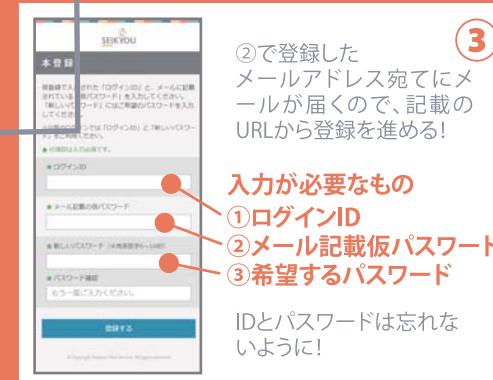 SEIKYOU
本登録
★ ログインID
★ メール記載の仮パスワード
★ 新しいパスワード
★ パスワード確認
もう一度ご入力ください。
登録する
③
②で登録した
メールアドレス宛てにメ
ールが届くので、記載の
URLから登録を進める!
入力が必要なもの
①ログインID
②メール記載仮パスワード
③希望するパスワード
IDとパスワードは忘れな
いように!